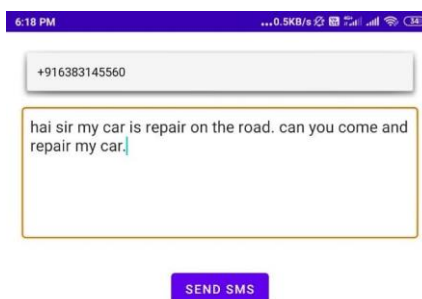 6:18 PM
...0.5KB/s
34
+916383145560
hai sir my car is repair on the road. can you come and
repair my car.
SEND SMS